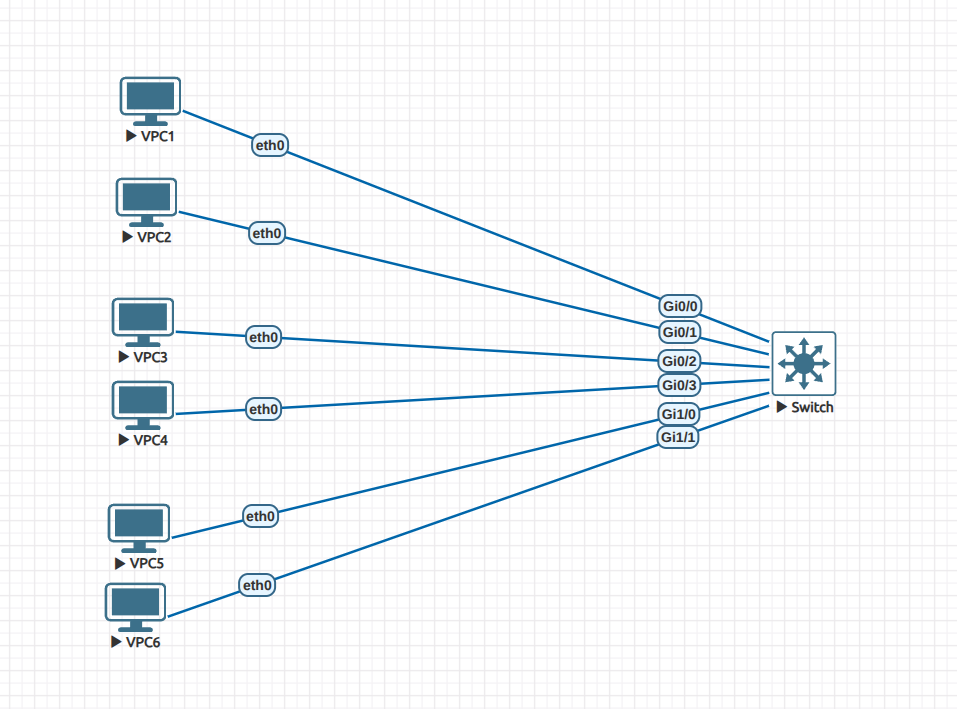 VPC1
eth0
VPC2
eth0
Gi0/0
Gi0/1
VPC3
eth0
Gi0/2
Gi0/3
Switch
VPC4
eth0
Gi1/0
Gi1/1
VPC5
eth0
VPC6
eth0